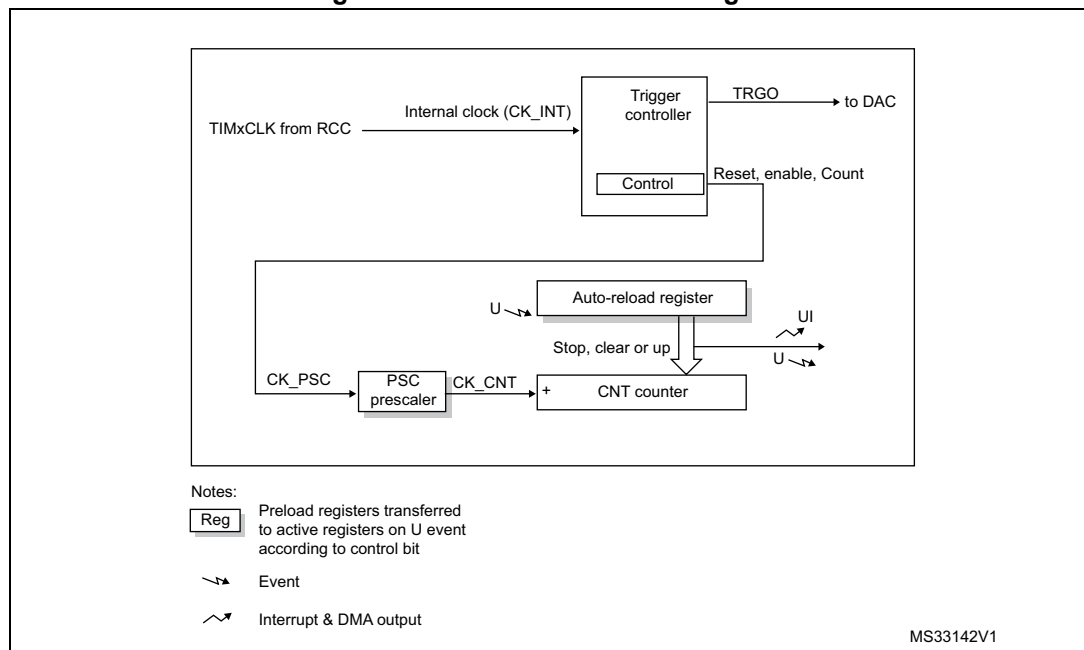 Trigger
controller
TRGO
to DAC
Internal clock (CK_INT)
TIMxCLK from RCC
Control
Reset, enable, Count
Auto-reload register
U
UI
Stop, clear or up
U
CK_PSC
PSC
prescaler
CK_CNT
+
CNT counter
Notes:
Reg
Preload registers transferred
to active registers on U event
according to control bit
Event
Interrupt & DMA output
MS33142V1